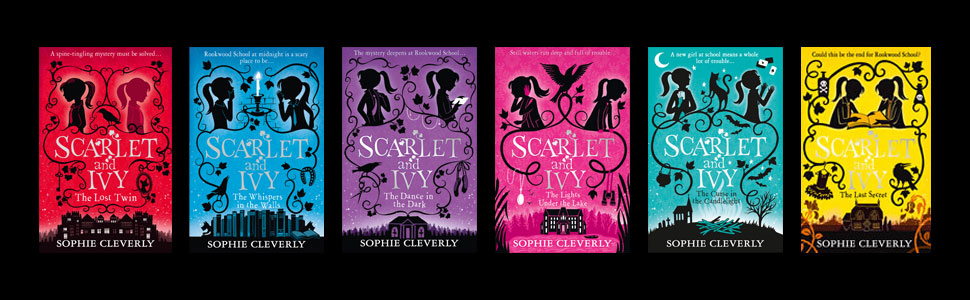 A spine-tingling mystery must be solved…
SCARLET
and
IVY
The Lost Twin
SOPHIE CLEVERLY
Rookwood School at midnight is a scary
place to be…
SCARLET
and
IVY
The Whispers
in the Walls
SOPHIE CLEVERLY
The mystery deepens at Rookwood School…
SCARLET
and
IVY
The Dance in
the Dark
SOPHIE CLEVERLY
Still waters run deep and full of trouble…
SCARLET
and
IVY
The Lights
Under the Lake
SOPHIE CLEVERLY
A new girl at school means a whole
lot of trouble…
SCARLET
and
IVY
The Curse in
the Candlelight
SOPHIE CLEVERLY
Could this be the end for Rookwood School?
SCARLET
and
IVY
The Last Secret
SOPHIE CLEVERLY